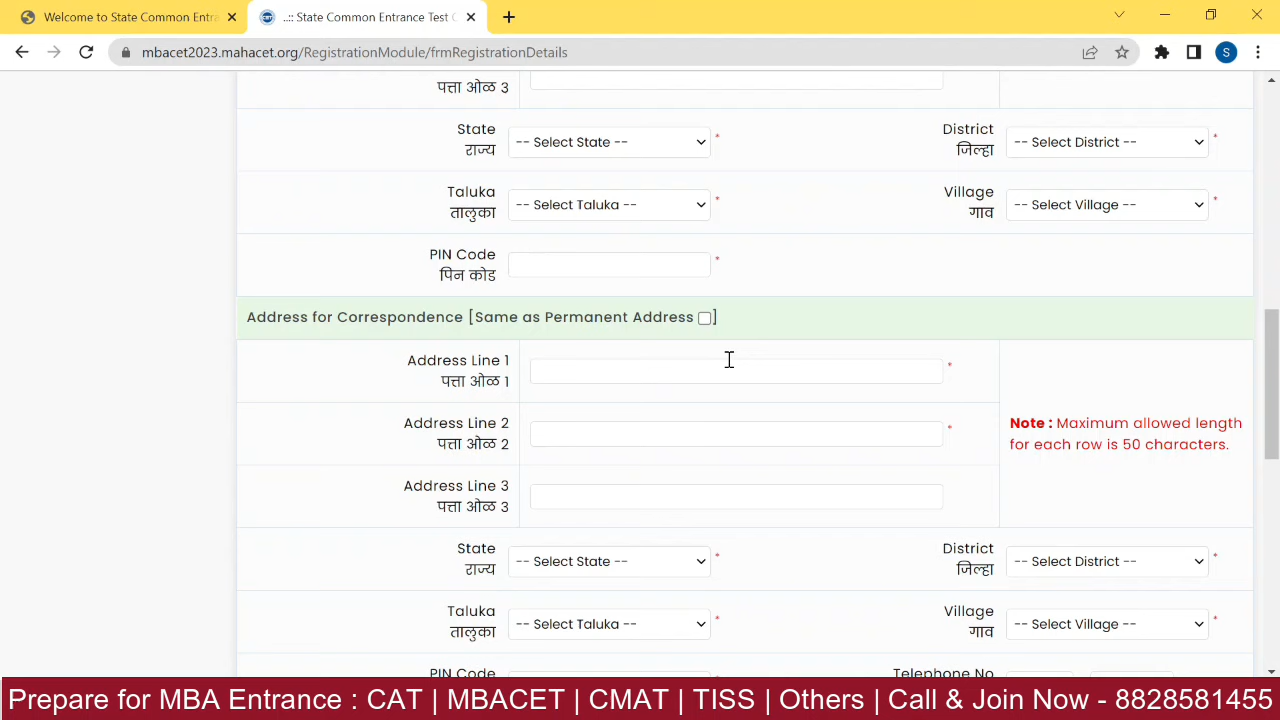 Welcome to State Common Entra
..:: State Common Entrance Test C
mbacet2023.mahacet.org/RegistrationModule/frmRegistrationDetails
S
पत्ता ओळ 3
State
राज्य
-- Select State --
*
District
जिल्हा
-- Select District --
*
Taluka
तालुका
-- Select Taluka --
*
Village
गाव
-- Select Village --
*
PIN Code
पिन कोड
*
Address for Correspondence [Same as Permanent Address ]
Address Line 1
पत्ता ओळ 1
*
Address Line 2
पत्ता ओळ 2
*
Note : Maximum allowed length
for each row is 50 characters.
Address Line 3
पत्ता ओळ 3
State
राज्य
-- Select State --
*
District
जिल्हा
-- Select District --
*
Taluka
तालुका
-- Select Taluka --
*
Village
गाव
-- Select Village --
*
PIN Code
Telephone No
Prepare for MBA Entrance : CAT | MBACET | CMAT | TISS | Others | Call & Join Now - 8828581455